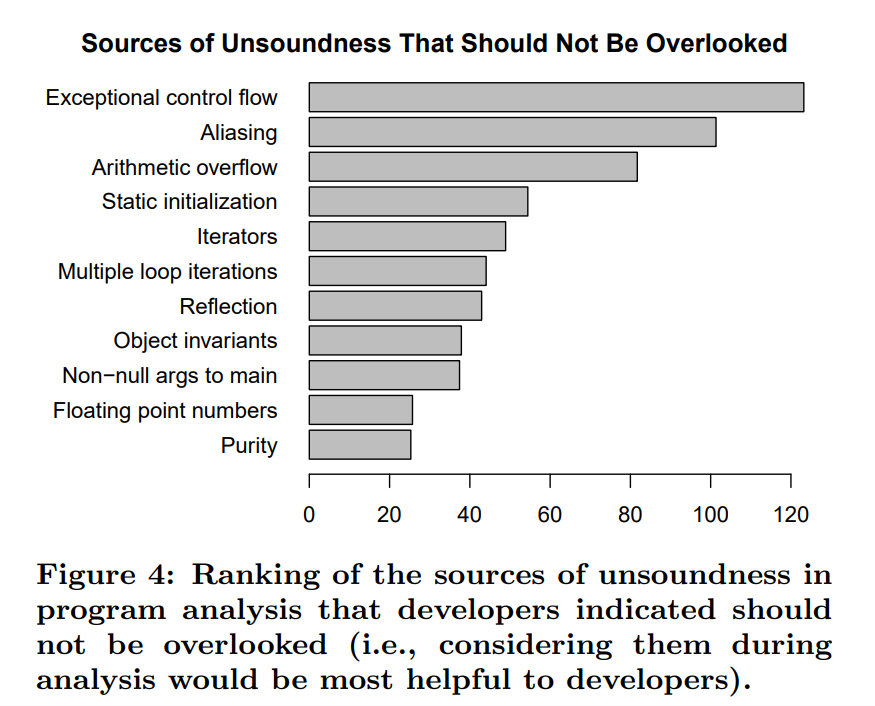 Sources of Unsoundness That Should Not Be Overlooked
Exceptional control flow
Aliasing
Arithmetic overflow
Static initialization
Iterators
Multiple loop iterations
Reflection
Object invariants
Non−null args to main
Floating point numbers
Purity
0 20 40 60 80 100 120
Figure 4: Ranking of the sources of unsoundness in
program analysis that developers indicated should
not be overlooked (i.e., considering them during
analysis would be most helpful to developers).